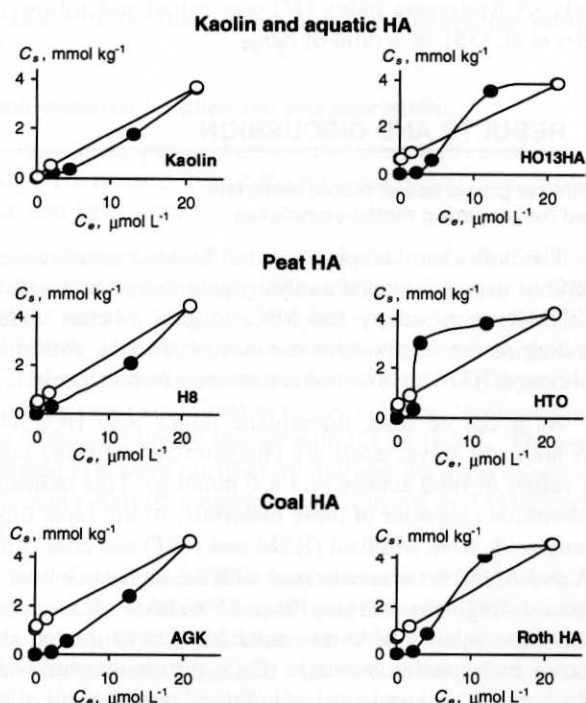 Kaolin and aquatic HA
Cs, mmol kg⁻¹
4
2
0
Kaolin
0 10 20
Ce, μmol L⁻¹
Cs, mmol kg⁻¹
4
2
0
HO13HA
0 10 20
Ce, μmol L⁻¹
Peat HA
Cs, mmol kg⁻¹
4
2
0
H8
0 10 20
Ce, μmol L⁻¹
Cs, mmol kg⁻¹
4
2
0
HTO
0 10 20
Ce, μmol L⁻¹
Coal HA
Cs, mmol kg⁻¹
4
2
0
AGK
0 10 20
Ce, μmol L⁻¹
Cs, mmol kg⁻¹
4
2
0
Roth HA
0 10 20
Ce, μmol L⁻¹